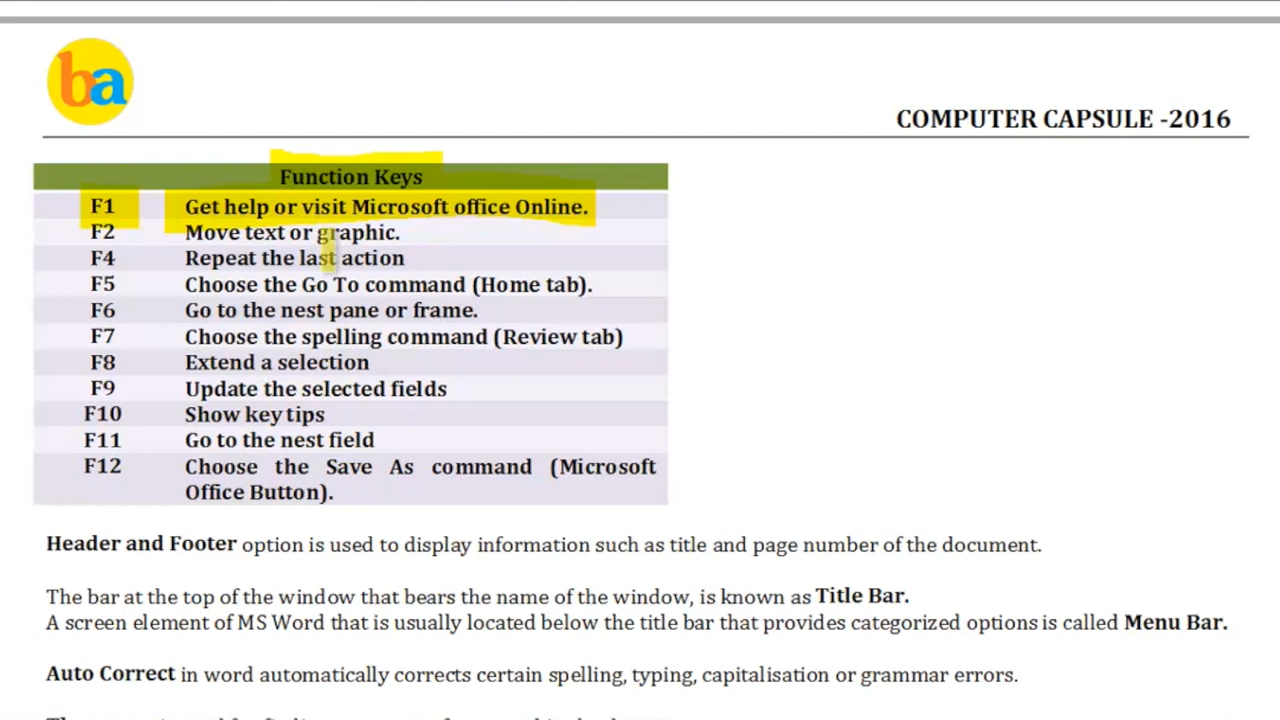 ba
COMPUTER CAPSULE -2016
Function Keys
F1 Get help or visit Microsoft office Online.
F2 Move text or graphic.
F4 Repeat the last action
F5 Choose the Go To command (Home tab).
F6 Go to the nest pane or frame.
F7 Choose the spelling command (Review tab)
F8 Extend a selection
F9 Update the selected fields
F10 Show key tips
F11 Go to the nest field
F12 Choose the Save As command (Microsoft
Office Button).
Header and Footer option is used to display information such as title and page number of the document.
The bar at the top of the window that bears the name of the window, is known as Title Bar.
A screen element of MS Word that is usually located below the title bar that provides categorized options is called Menu Bar.
Auto Correct in word automatically corrects certain spelling, typing, capitalisation or grammar errors.